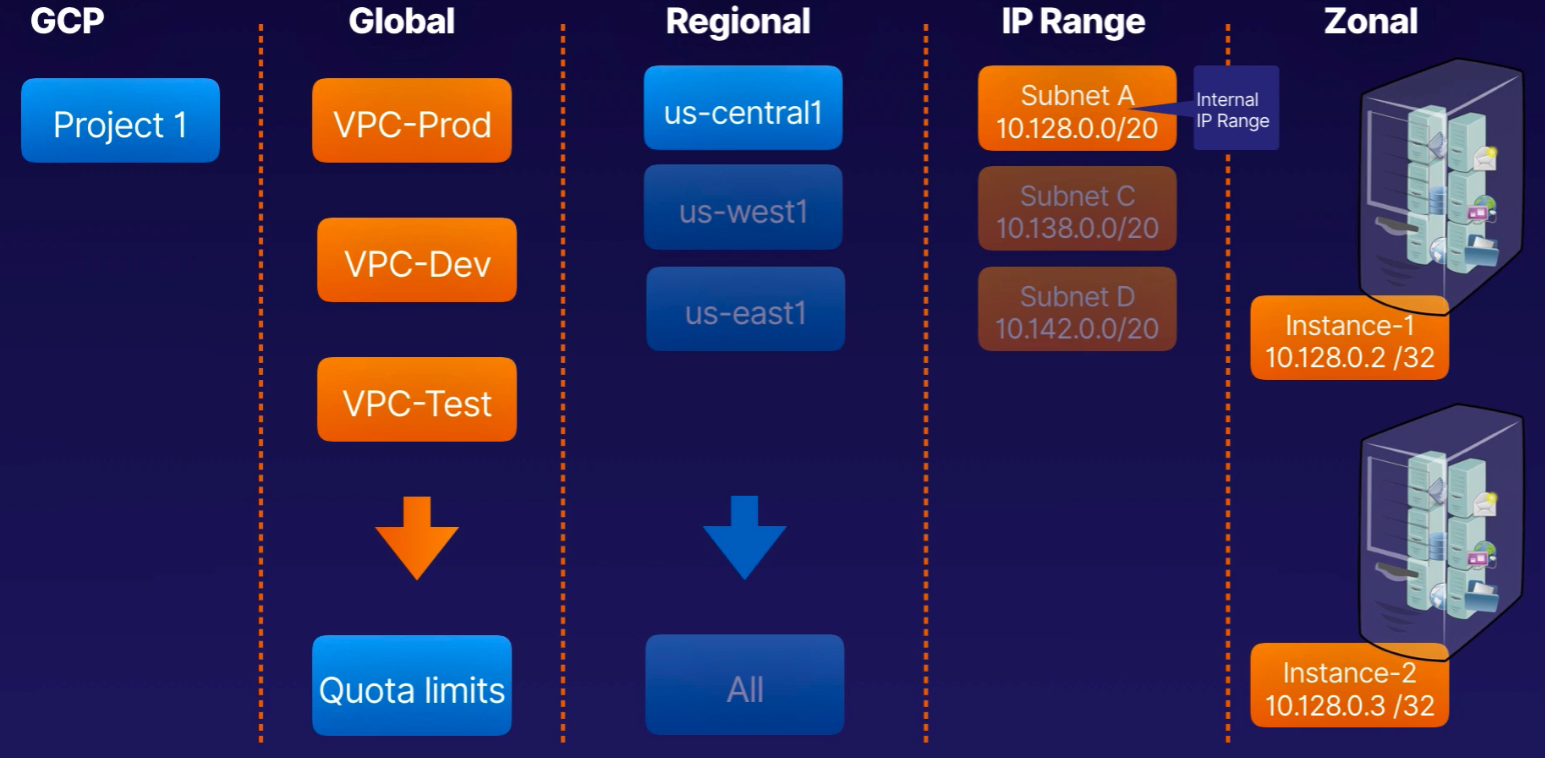 GCP
Global
Regional
IP Range
Zonal
Project 1
VPC-Prod
VPC-Dev
VPC-Test
Quota limits
us-central1
us-west1
us-east1
All
Subnet A
10.128.0.0/20
Internal
IP Range
Subnet C
10.138.0.0/20
Subnet D
10.142.0.0/20
Instance-1
10.128.0.2 /32
Instance-2
10.128.0.3 /32